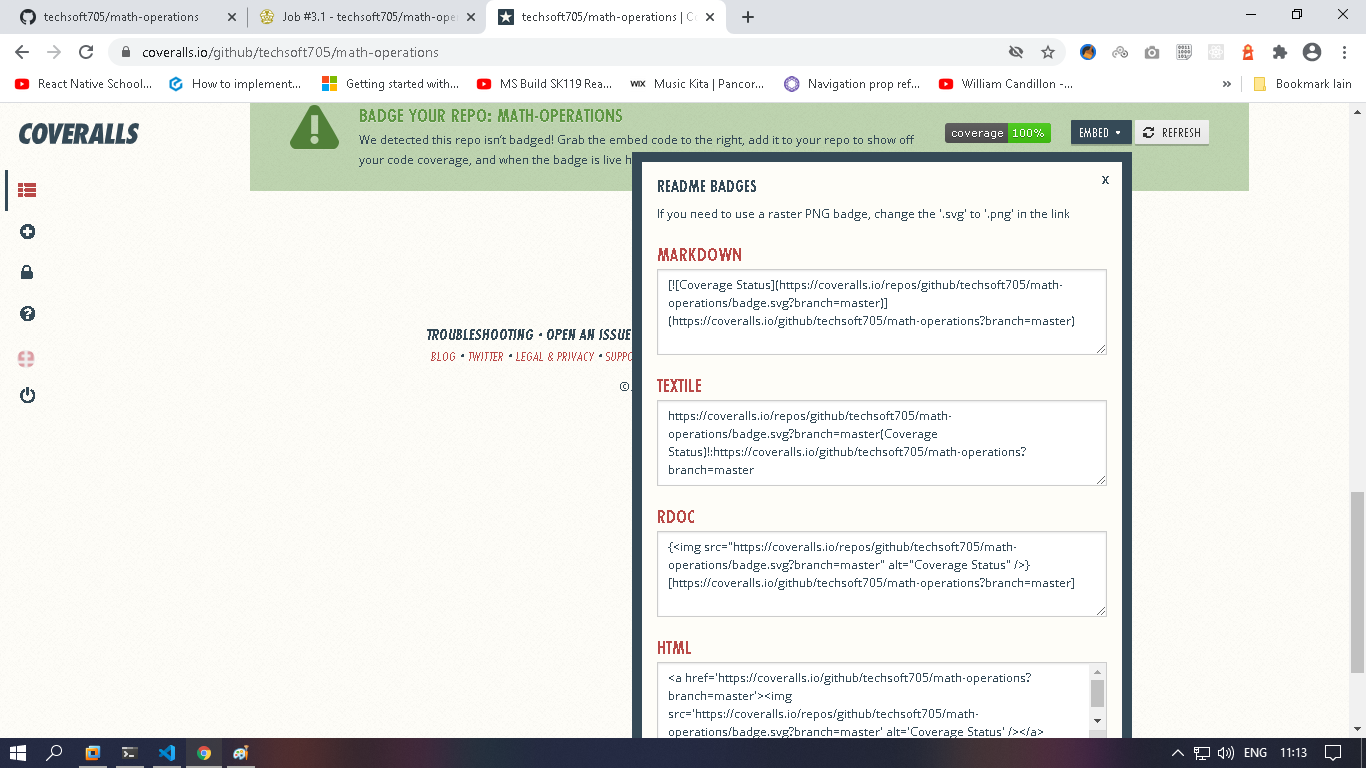 techsoft705/math-operations
Job #3.1 - techsoft705/math-ope
techsoft705/math-operations | C
coveralls.io/github/techsoft705/math-operations
React Native School...
How to implement...
Getting started with...
MS Build SK119 Rea...
WIX Music Kita | Pancor...
Navigation prop ref...
William Candillon -...
»
Bookmark lain
COVERALLS
BADGE YOUR REPO: MATH-OPERATIONS
We detected this repo isn't badged! Grab the embed code to the right, add it to your repo to show off
your code coverage, and when the badge is live h
coverage 100%
EMBED
REFRESH
README BADGES
X
If you need to use a raster PNG badge, change the '.svg' to '.png' in the link
MARKDOWN
[![Coverage Status](https://coveralls.io/repos/github/techsoft705/math-
operations/badge.svg?branch=master)]
(https://coveralls.io/github/techsoft705/math-operations?branch=master)
TROUBLESHOOTING · OPEN AN ISSUE
BLOG • TWITTER • LEGAL & PRIVACY • SUPPO
©
TEXTILE
https://coveralls.io/repos/github/techsoft705/math-
operations/badge.svg?branch=master(Coverage
Status)!:https://coveralls.io/github/techsoft705/math-operations?
branch=master
RDOC
{<img src="https://coveralls.io/repos/github/techsoft705/math-
operations/badge.svg?branch=master" alt="Coverage Status" />}
[https://coveralls.io/github/techsoft705/math-operations?branch=master]
HTML
<a href='https://coveralls.io/github/techsoft705/math-operations?
branch=master'><img
src='https://coveralls.io/repos/github/techsoft705/math-
operations/badge.svg?branch=master' alt='Coverage Status' /></a>
ENG
11:13